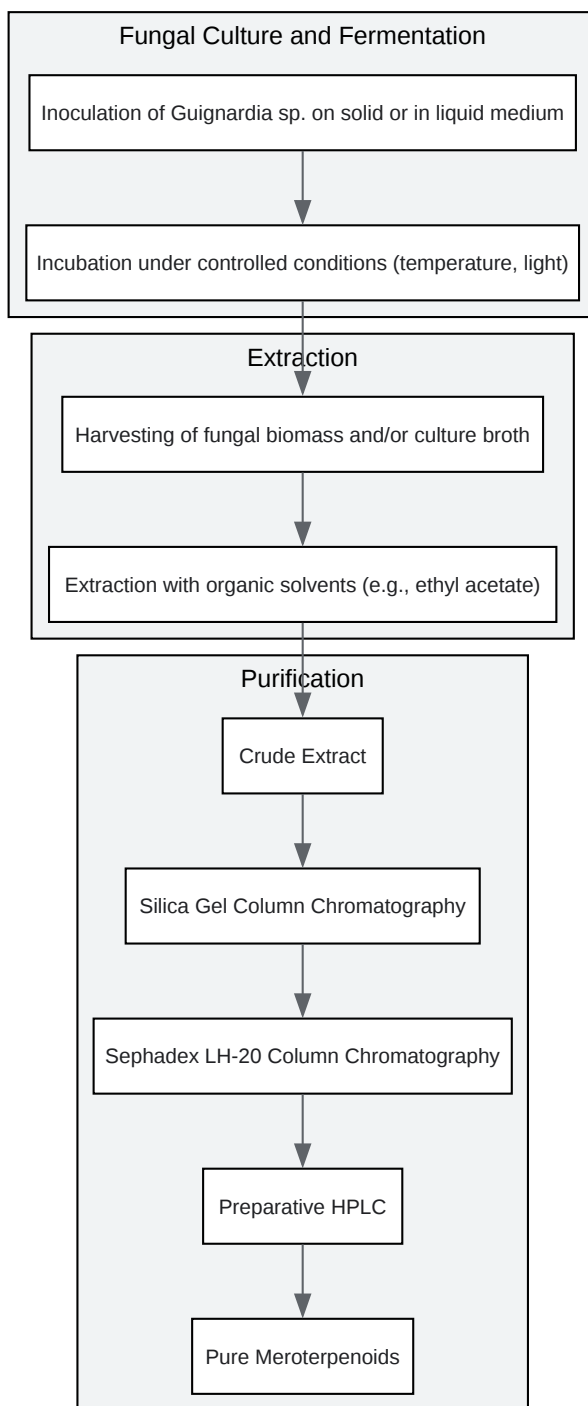 Fungal Culture and Fermentation
Inoculation of Guignardia sp. on solid or in liquid medium
Incubation under controlled conditions (temperature, light)
Extraction
Harvesting of fungal biomass and/or culture broth
Extraction with organic solvents (e.g., ethyl acetate)
Purification
Crude Extract
Silica Gel Column Chromatography
Sephadex LH-20 Column Chromatography
Preparative HPLC
Pure Meroterpenoids